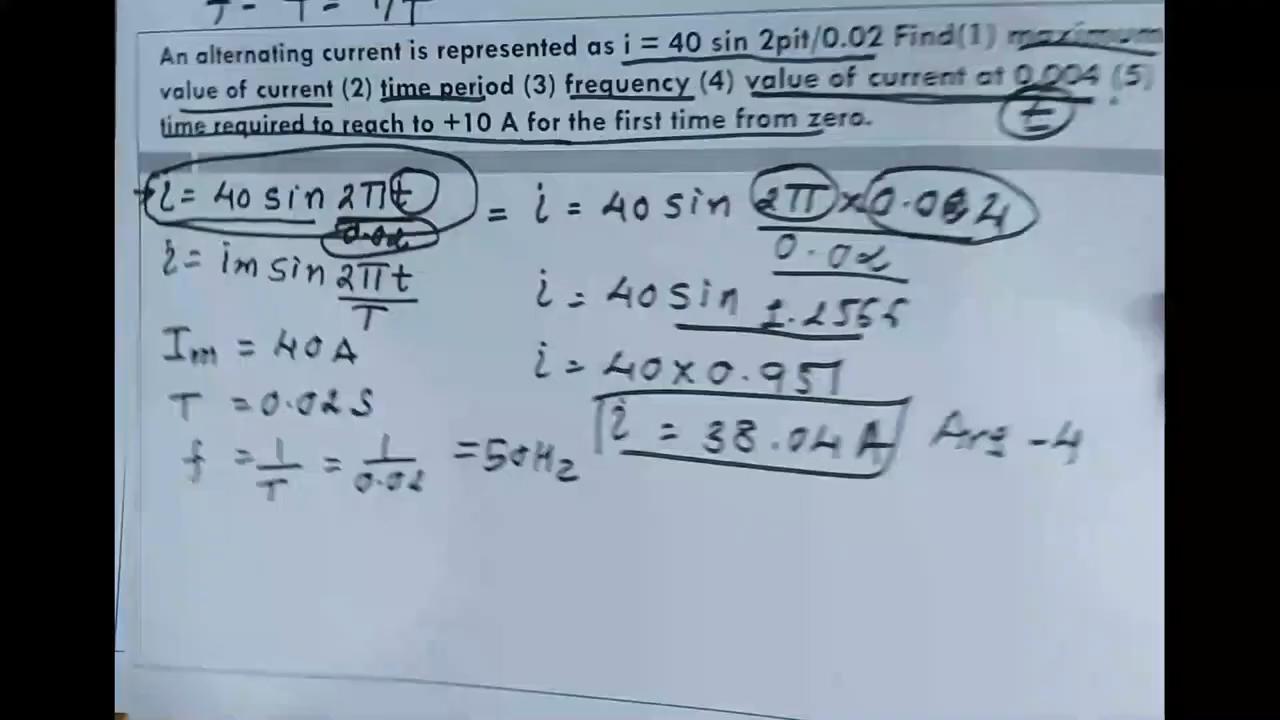 An alternating current is represented as i = 40 sin 2pit/0.02 Find(1) maximum
value of current (2) time period (3) frequency (4) value of current at 0.004 (5)
time required to reach to +10 A for the first time from zero.
t
i = 40 sin 2πt/0.02
i = im sin 2πt/T
Im = 40A
T = 0.02 S
f = 1/T = 1/0.02 = 50Hz
= i = 40 sin 2π×0.004/0.02
i = 40 sin 1.2566
i = 40×0.951
i = 38.04 A Ans -4